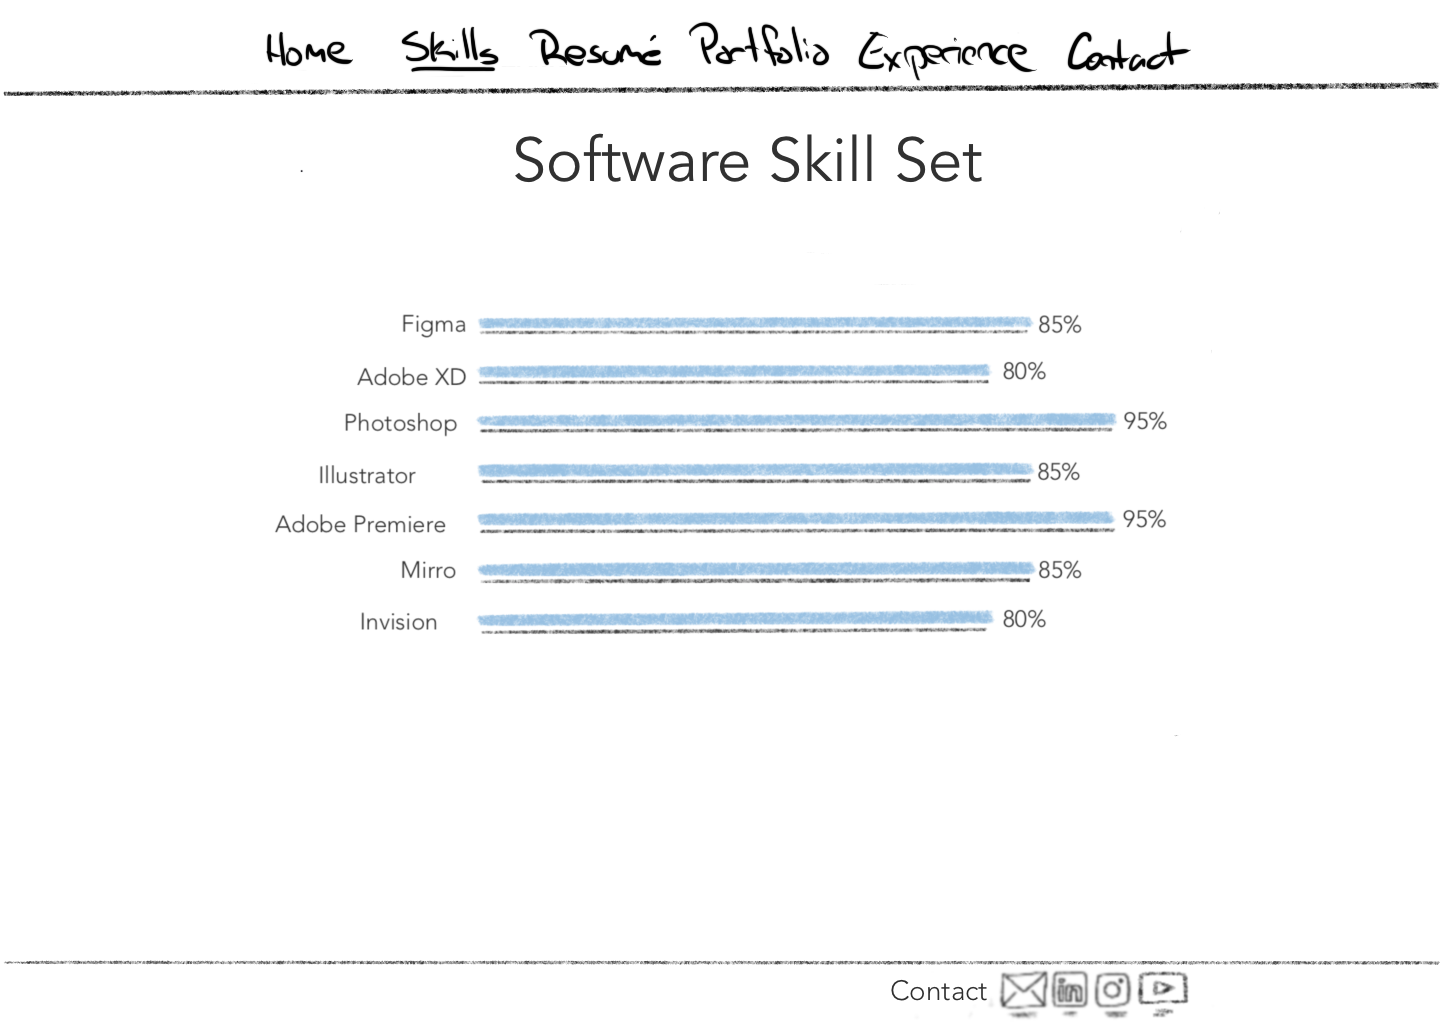 Home Skills Resumé Portfolio Experience Contact
Software Skill Set
Figma 85%
Adobe XD 80%
Photoshop 95%
Illustrator 85%
Adobe Premiere 95%
Mirro 85%
Invision 80%
Contact in